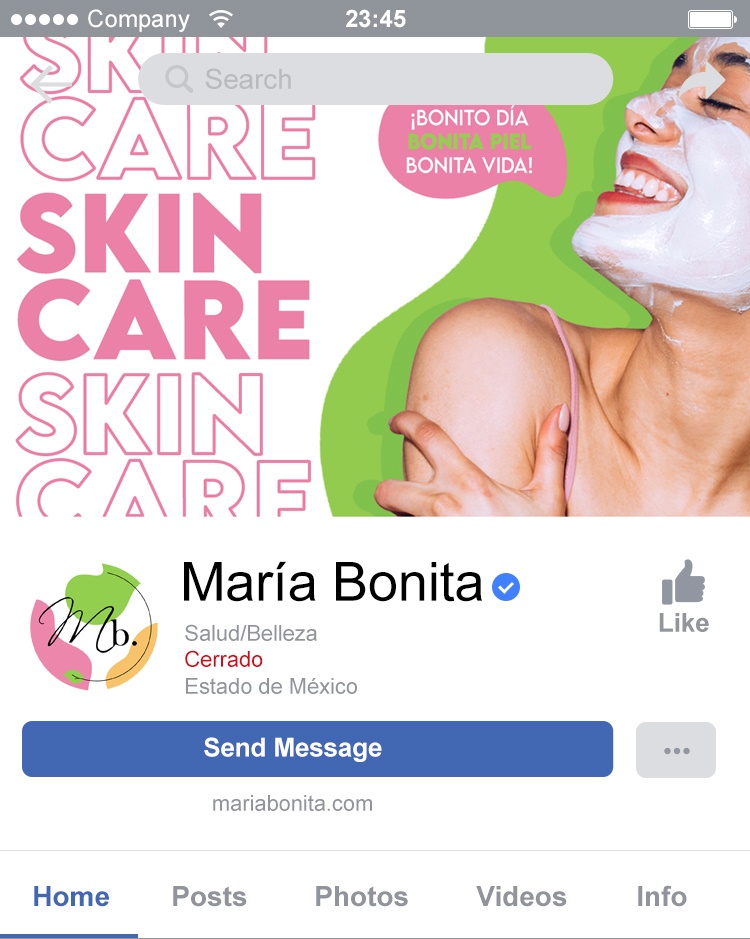 Company
23:45
Search
SKIN
CARE
SKIN
CARE
SKIN
CARE
¡BONITO DÍA
BONITA PIEL
BONITA VIDA!
Mb.
María Bonita
Salud/Belleza
Cerrado
Estado de México
Like
Send Message
mariabonita.com
Home Posts Photos Videos Info